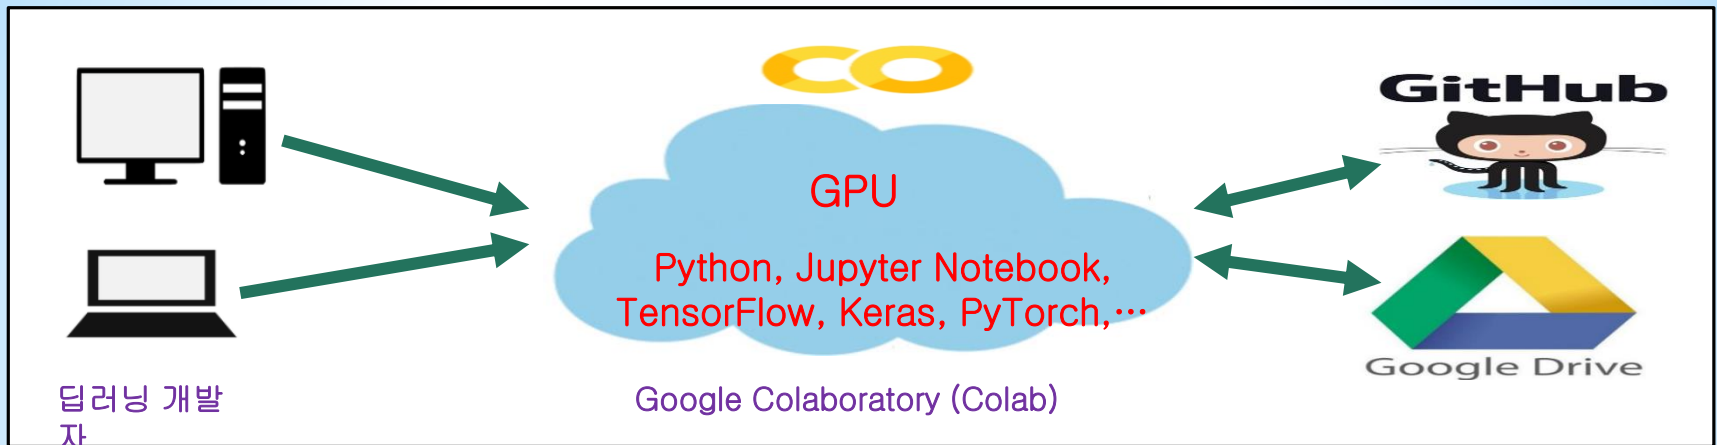 CO
GitHub
GPU
Python, Jupyter Notebook,
TensorFlow, Keras, PyTorch,⋯
Google Drive
딥러닝 개발
자
Google Colaboratory (Colab)